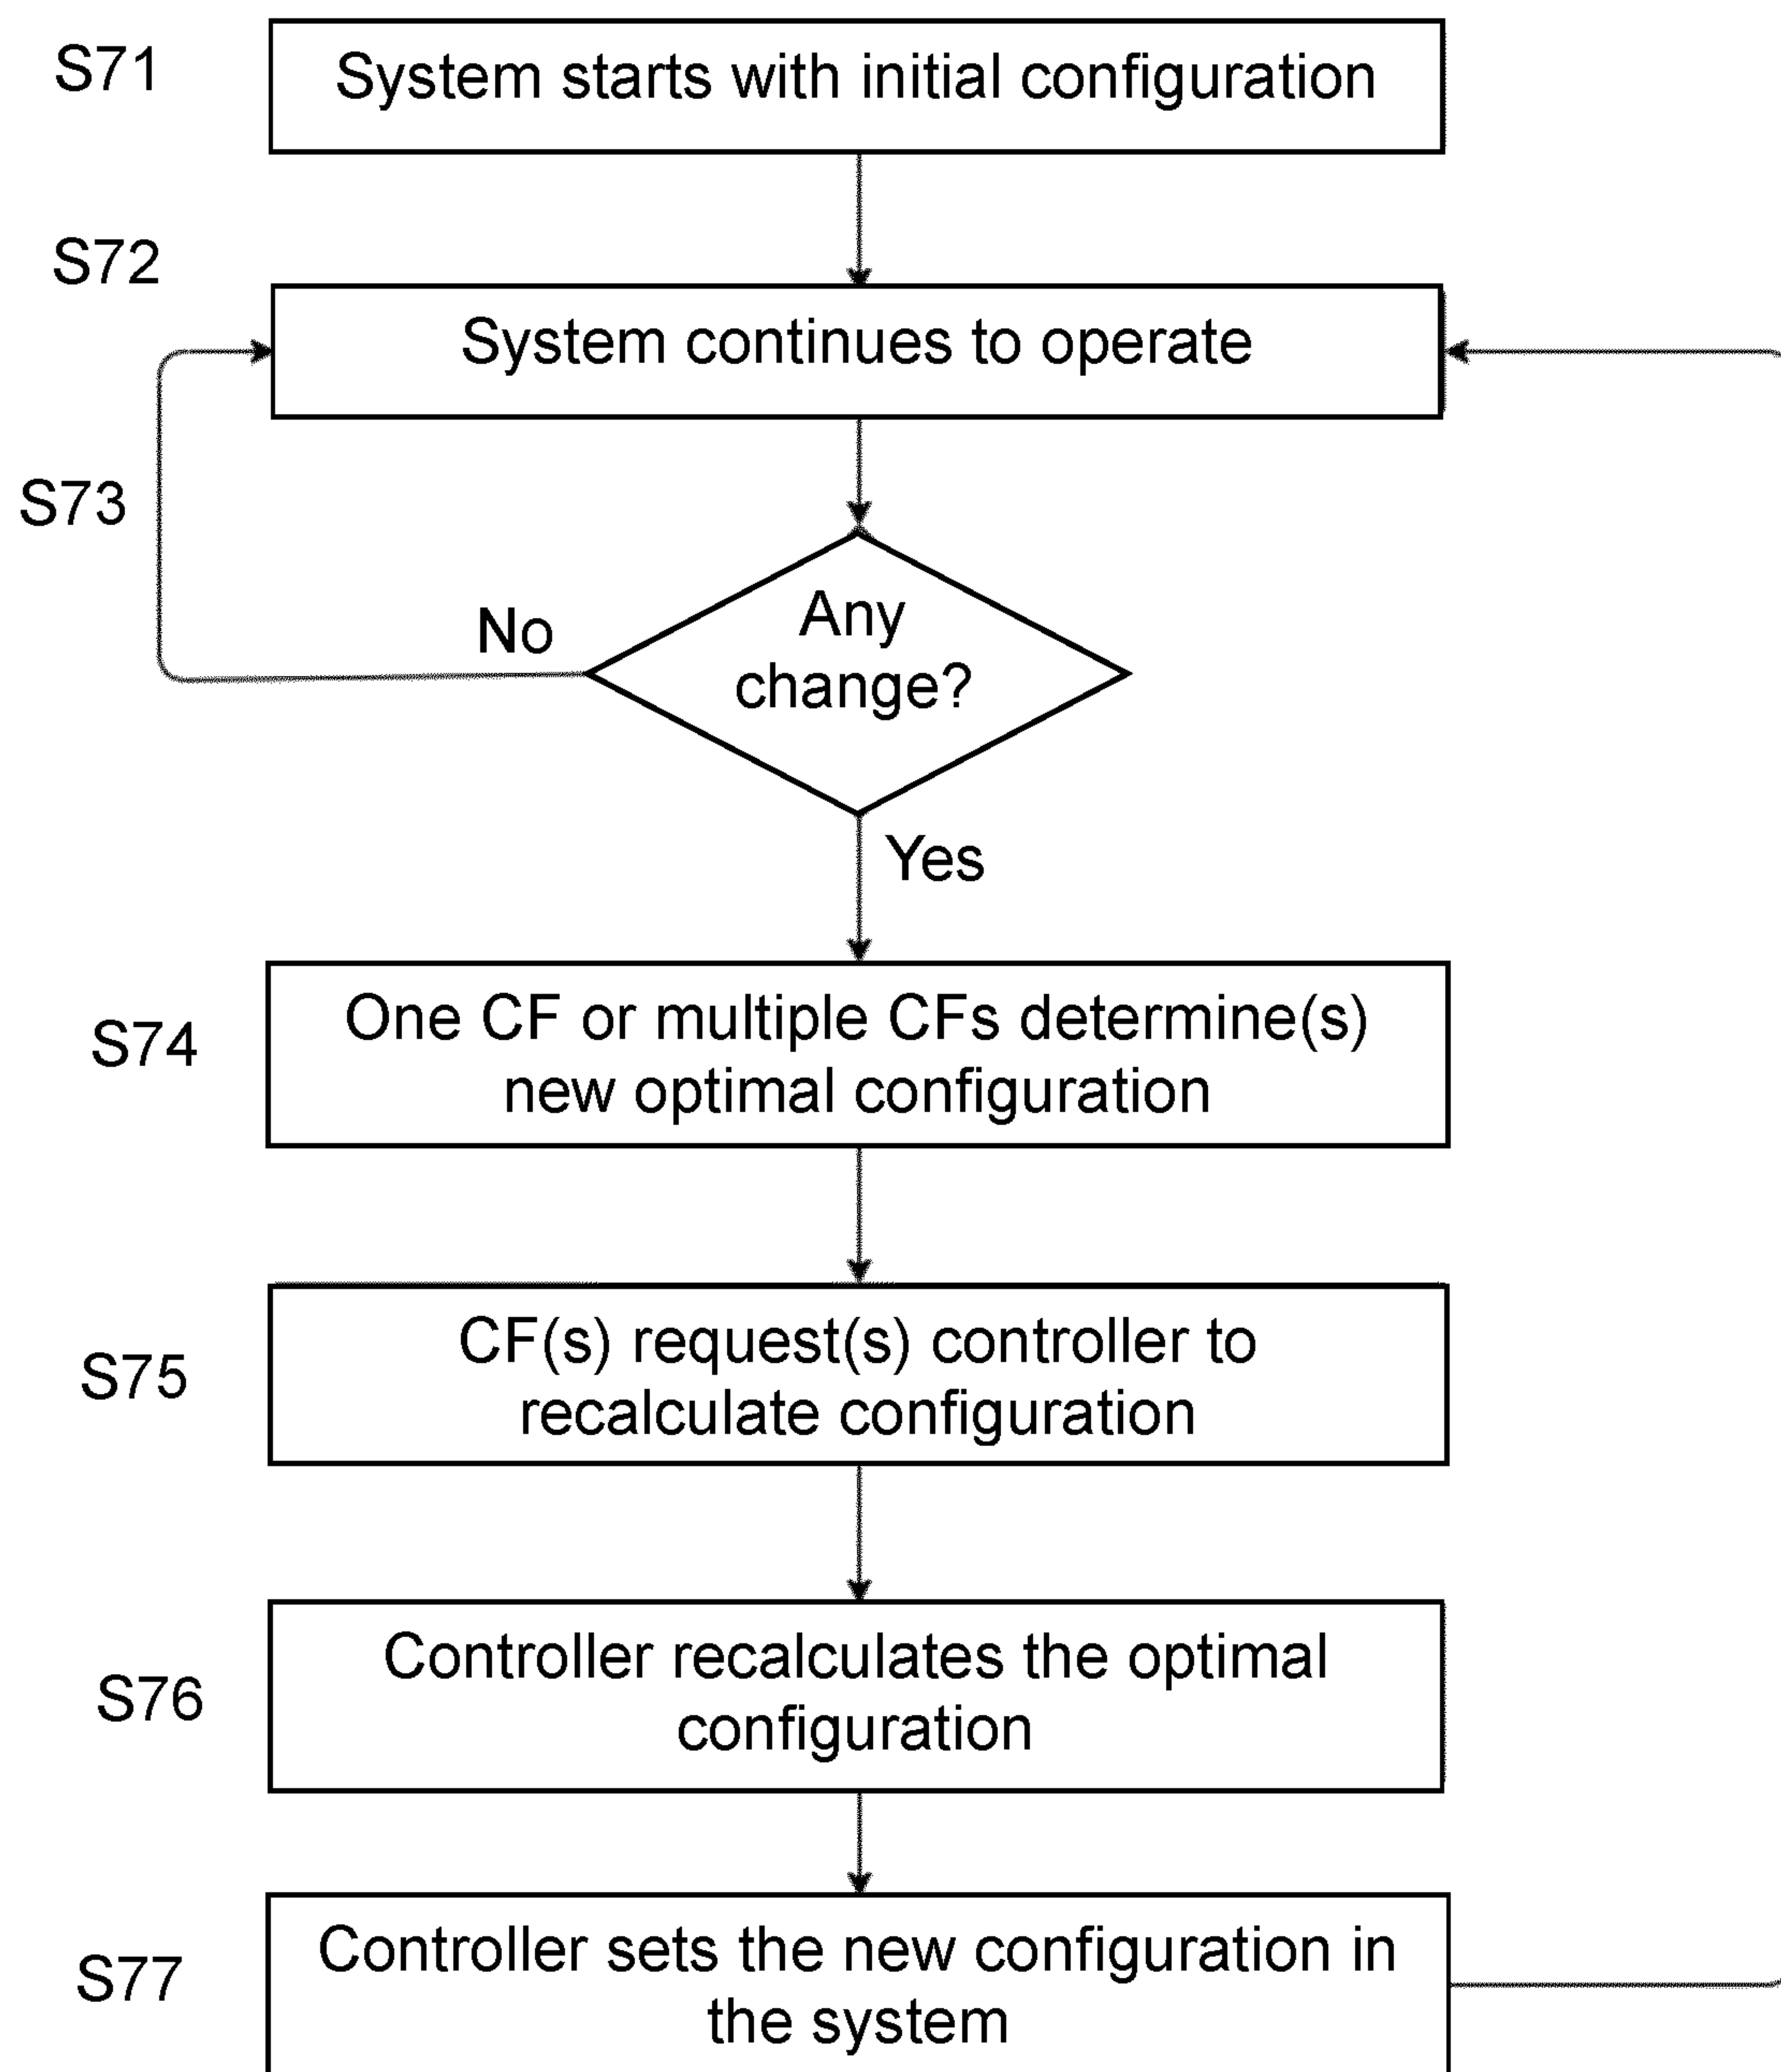 S71
System starts with initial configuration
S72
System continues to operate
S73
Any
change?
No
Yes
S74
One CF or multiple CFs determine(s)
new optimal configuration
S75
CF(s) request(s) controller to
recalculate configuration
S76
Controller recalculates the optimal
configuration
S77
Controller sets the new configuration in
the system